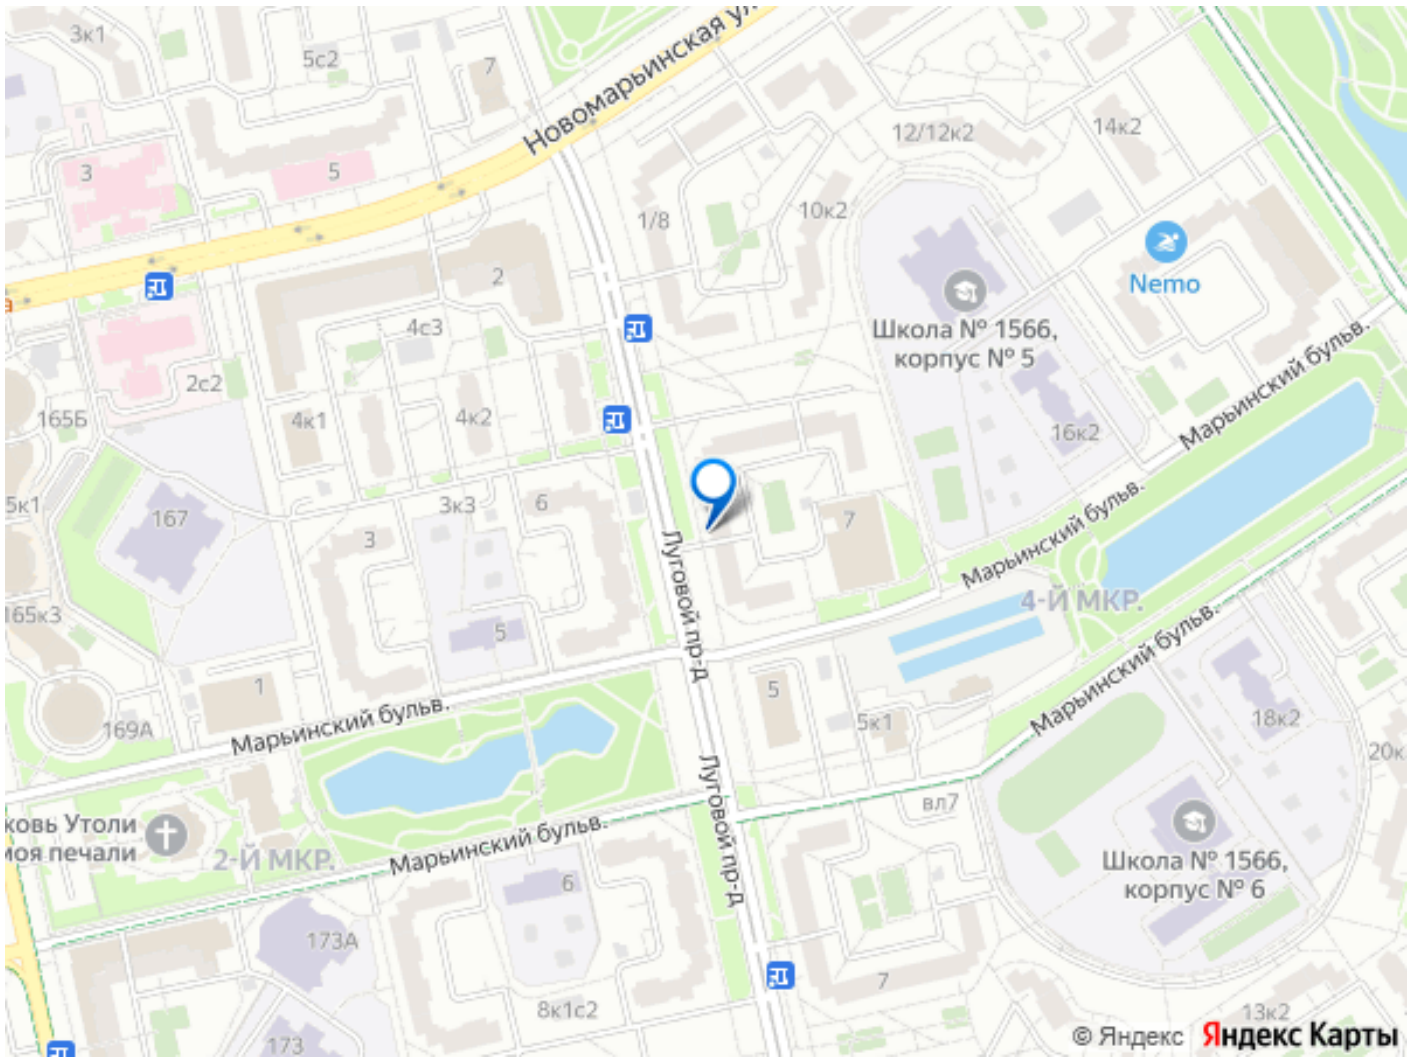 3к1
5с2
7
Новомарьинская ул.
12/12к2
14к2
3
5
1/8
10к2
Nemo
2
4с3
Школа № 1566,
корпус № 5
2с2
165Б
4к1
4к2
16к2
Марьинский бульв.
5к1
167
3к3
6
3
7
Марьинский бульв.
Луговой пр-д
165к3
5
4-Й МКР.
Марьинский бульв.
1
169А
Марьинский бульв.
5
5к1
18к2
20к
Луговой пр-д
вл7
ковь Утоли
моя печали
2-Й МКР.
Марьинский бульв.
6
Школа № 1566,
корпус № 6
173А
7
8к1с2
13к2
173
© Яндекс Яндекс Карты